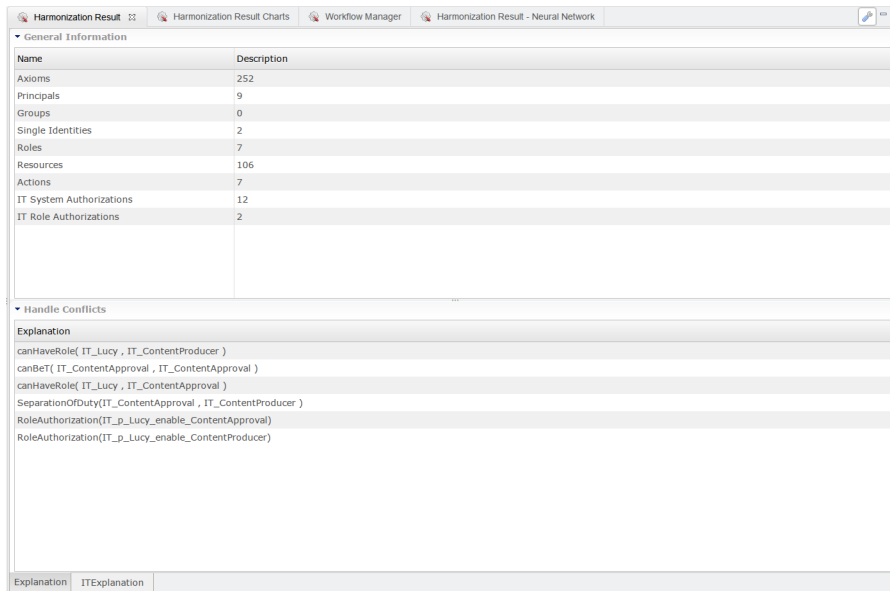 Harmonization Result Harmonization Result Charts Workflow Manager Harmonization Result - Neural Network
General Information
Name Description
Axioms 252
Principals 9
Groups 0
Single Identities 2
Roles 7
Resources 106
Actions 7
IT System Authorizations 12
IT Role Authorizations 2
Handle Conflicts
Explanation
canHaveRole( IT_Lucy , IT_ContentProducer )
canBeT( IT_ContentApproval , IT_ContentApproval )
canHaveRole( IT_Lucy , IT_ContentApproval )
SeparationOfDuty(IT_ContentApproval , IT_ContentProducer )
RoleAuthorization(IT_p_Lucy_enable_ContentApproval)
RoleAuthorization(IT_p_Lucy_enable_ContentProducer)
Explanation ITExplanation